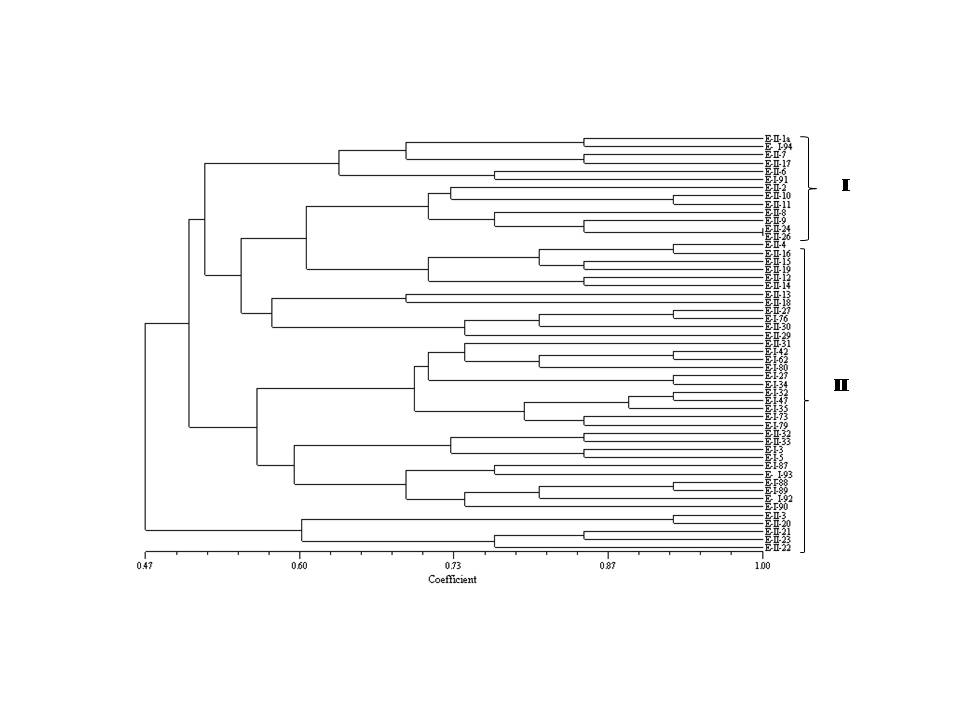 E-II-1a
E- I-94
E-II-7
E-II-17
E-II-6
E-I-91
E-II-2
E-II-10
E-II-11
E-II-8
E-II-9
E-II-24
E-II-26
I
E-II-4
E-II-16
E-II-15
E-II-19
E-II-12
E-II-14
E-II-13
E-II-18
E-II-27
E-I-76
E-II-30
E-II-29
E-II-31
E-I-42
E-I-62
E-I-80
E-I-27
E-I-34
E-I-32
E-I-47
E-I-35
E-I-73
E-I-79
E-II-32
E-II-33
E-I-3
E-I-5
E-I-87
E- I-93
E-I-88
E-I-89
E- I-92
E-I-90
E-II-3
E-II-20
E-II-21
E-II-23
E-II-22
II
0.47 0.60 0.73 0.87 1.00
Coefficient